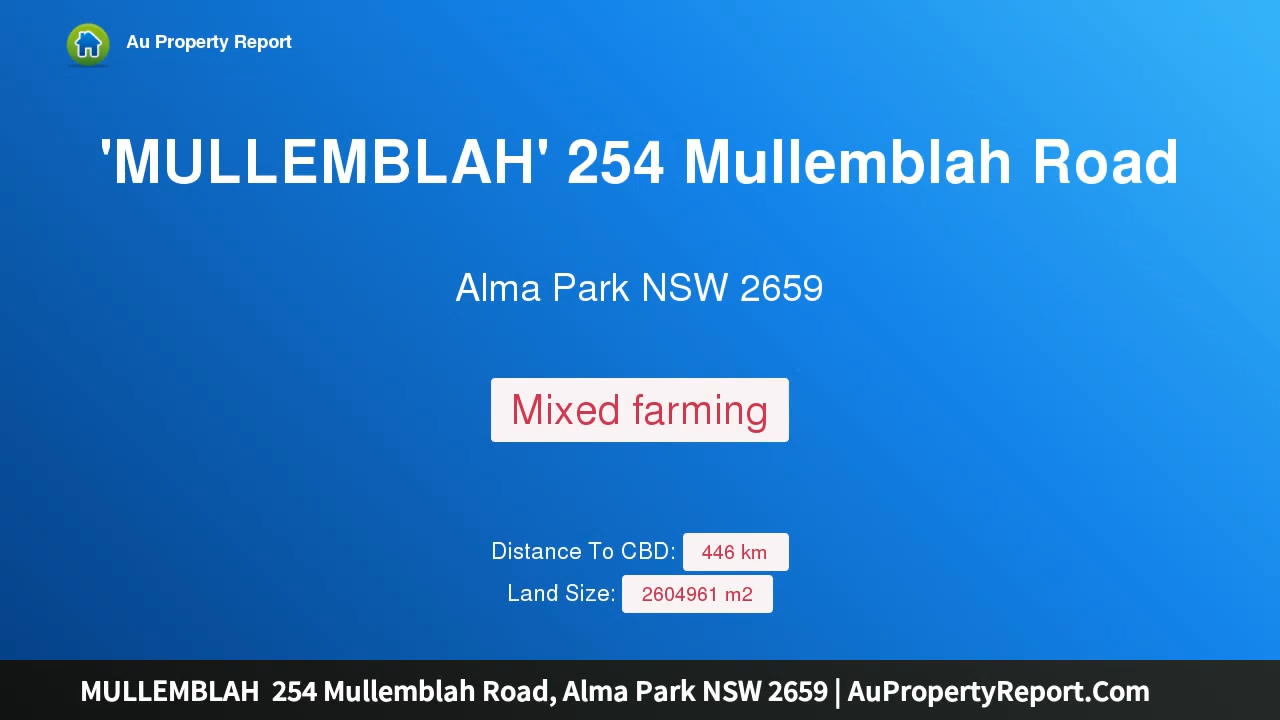 Au Property Report
'MULLEMBLAH' 254 Mullemblah Road
Alma Park NSW 2659
Mixed farming
Distance To CBD: 446 km
Land Size: 2604961 m2
MULLEMBLAH  254 Mullemblah Road, Alma Park NSW 2659 | AuPropertyReport.Com